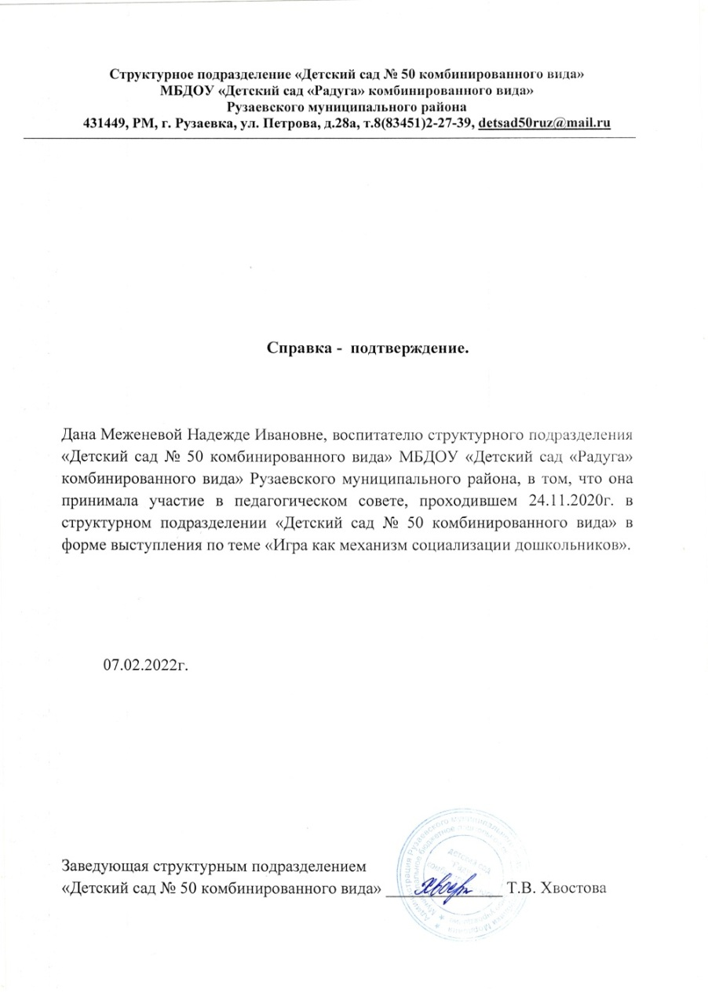 Структурное подразделение «Детский сад № 50 комбинированного вида»
МБДОУ «Детский сад «Радуга» комбинированного вида»
Рузаевского муниципального района
431449, РМ, г. Рузаевка, ул. Петрова, д.28а, т.8(83451)2-27-39, detsad50ruz@mail.ru
Справка - подтверждение.
Дана Меженевой Надежде Ивановне, воспитателю структурного подразделения
«Детский сад № 50 комбинированного вида» МБДОУ «Детский сад «Радуга»
комбинированного вида» Рузаевского муниципального района, в том, что она
принимала участие в педагогическом совете, проходившем 24.11.2020г. в
структурном подразделении «Детский сад № 50 комбинированного вида» в
форме выступления по теме «Игра как механизм социализации дошкольников».
07.02.2022г.
Заведующая структурным подразделением
«Детский сад № 50 комбинированного вида» Т.В. Хвостова